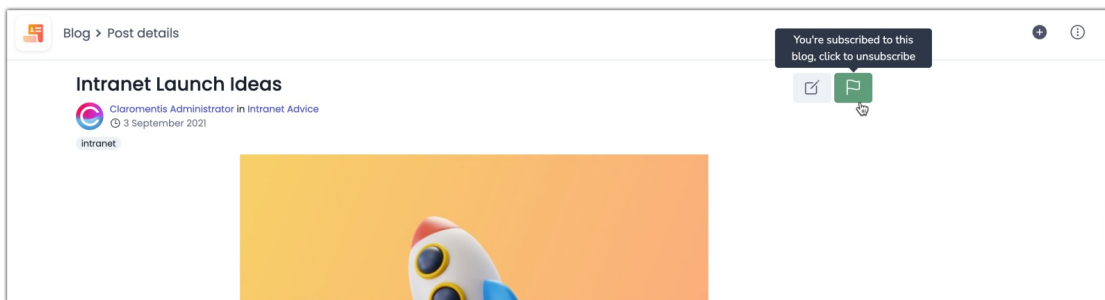 Blog > Post details
You're subscribed to this
blog, click to unsubscribe
Intranet Launch Ideas
Claromentis Administrator in Intranet Advice
3 September 2021
intranet